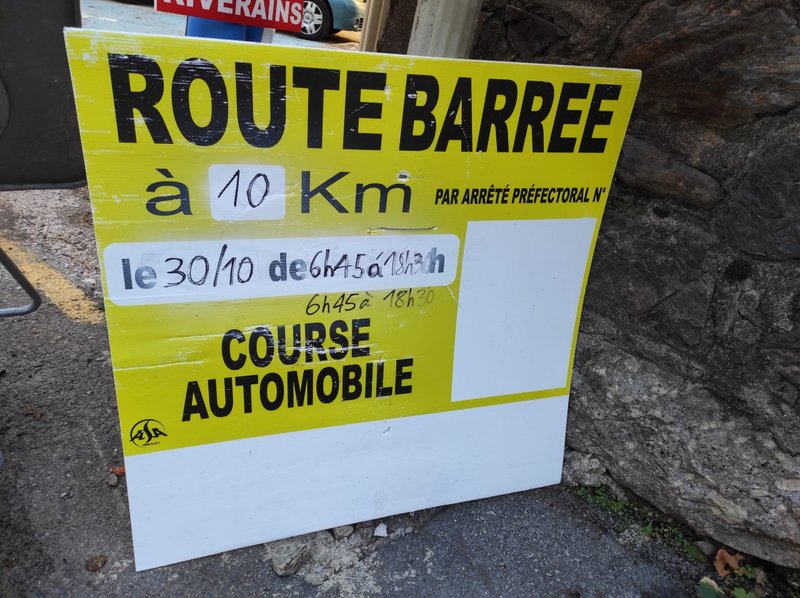 RIVERAINS
ROUTE BARREE
à 10 Km
PAR ARRÊTÉ PRÉFECTORAL N°
le 30/10 de 6h45 à 18h30 h
6h45 à 18h30
COURSE
AUTOMOBILE
ASA
HERAULT